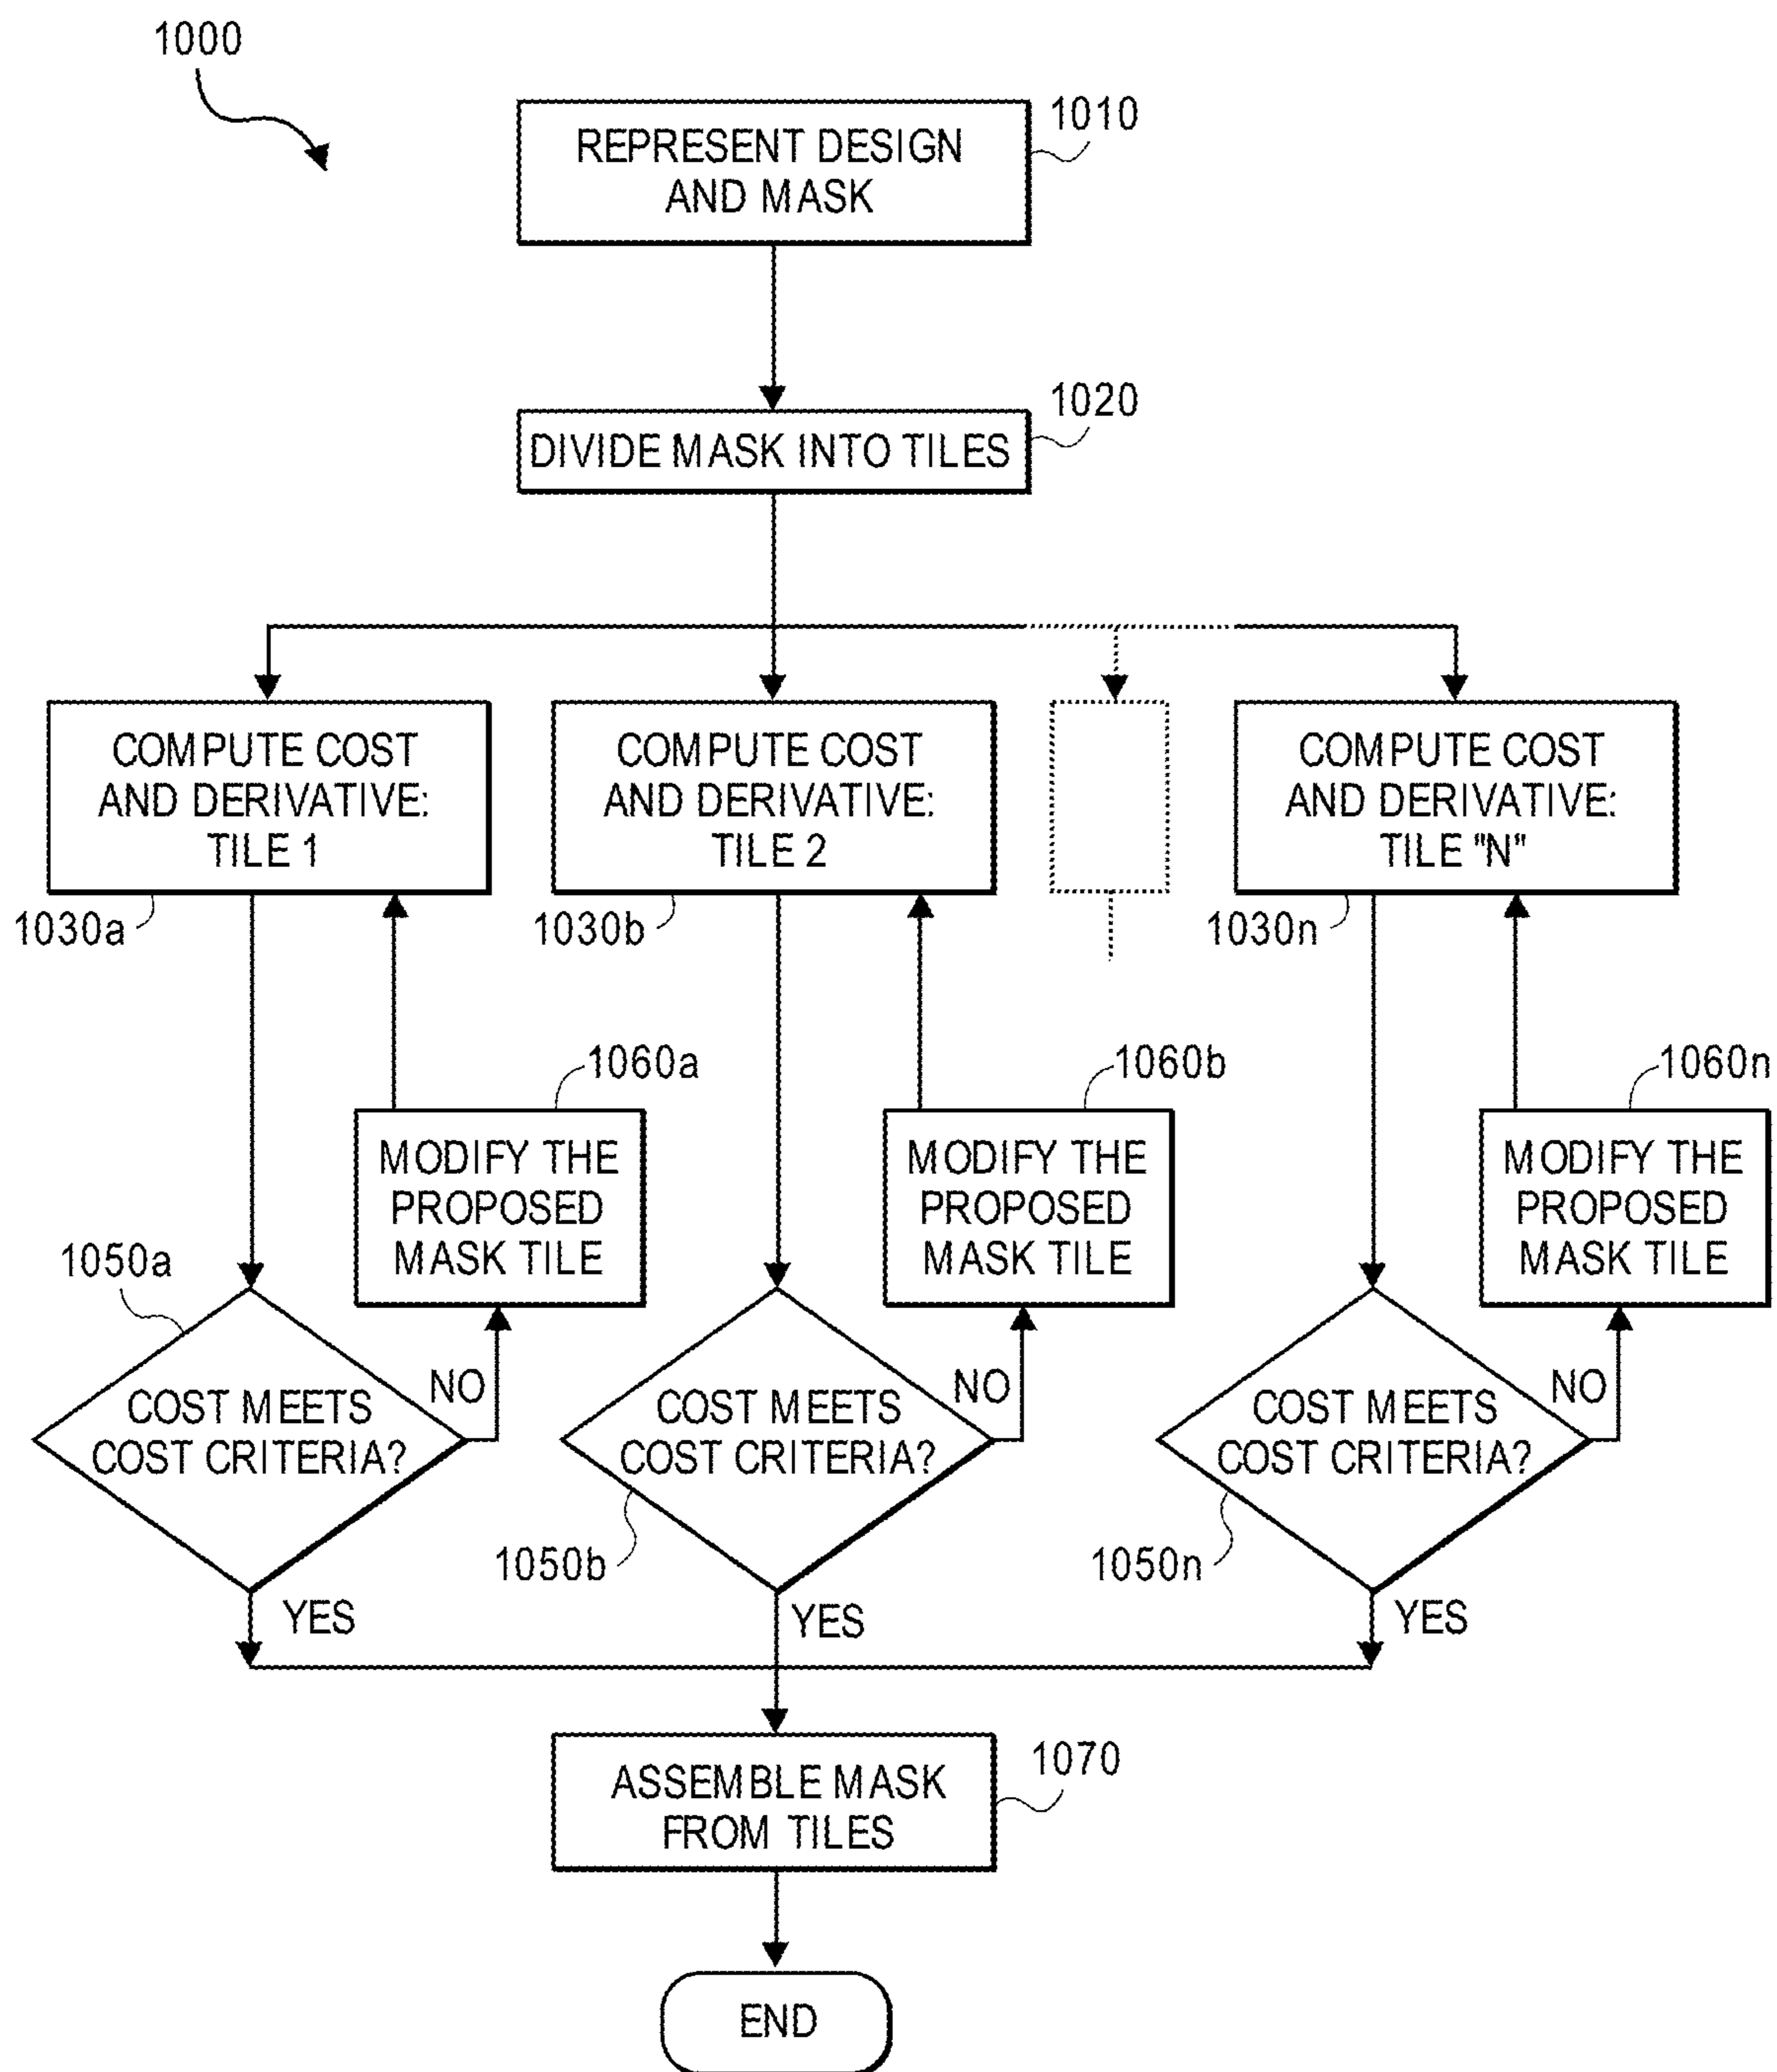 1000
REPRESENT DESIGN
AND MASK
1010
DIVIDE MASK INTO TILES
1020
COMPUTE COST
AND DERIVATIVE:
TILE 1
1030a
COMPUTE COST
AND DERIVATIVE:
TILE 2
1030b
COMPUTE COST
AND DERIVATIVE:
TILE "N"
1030n
1060a
MODIFY THE
PROPOSED
MASK TILE
1060b
MODIFY THE
PROPOSED
MASK TILE
1060n
MODIFY THE
PROPOSED
MASK TILE
1050a
COST MEETS
COST CRITERIA?
NO
YES
1050b
COST MEETS
COST CRITERIA?
NO
YES
1050n
COST MEETS
COST CRITERIA?
NO
YES
ASSEMBLE MASK
FROM TILES
1070
END